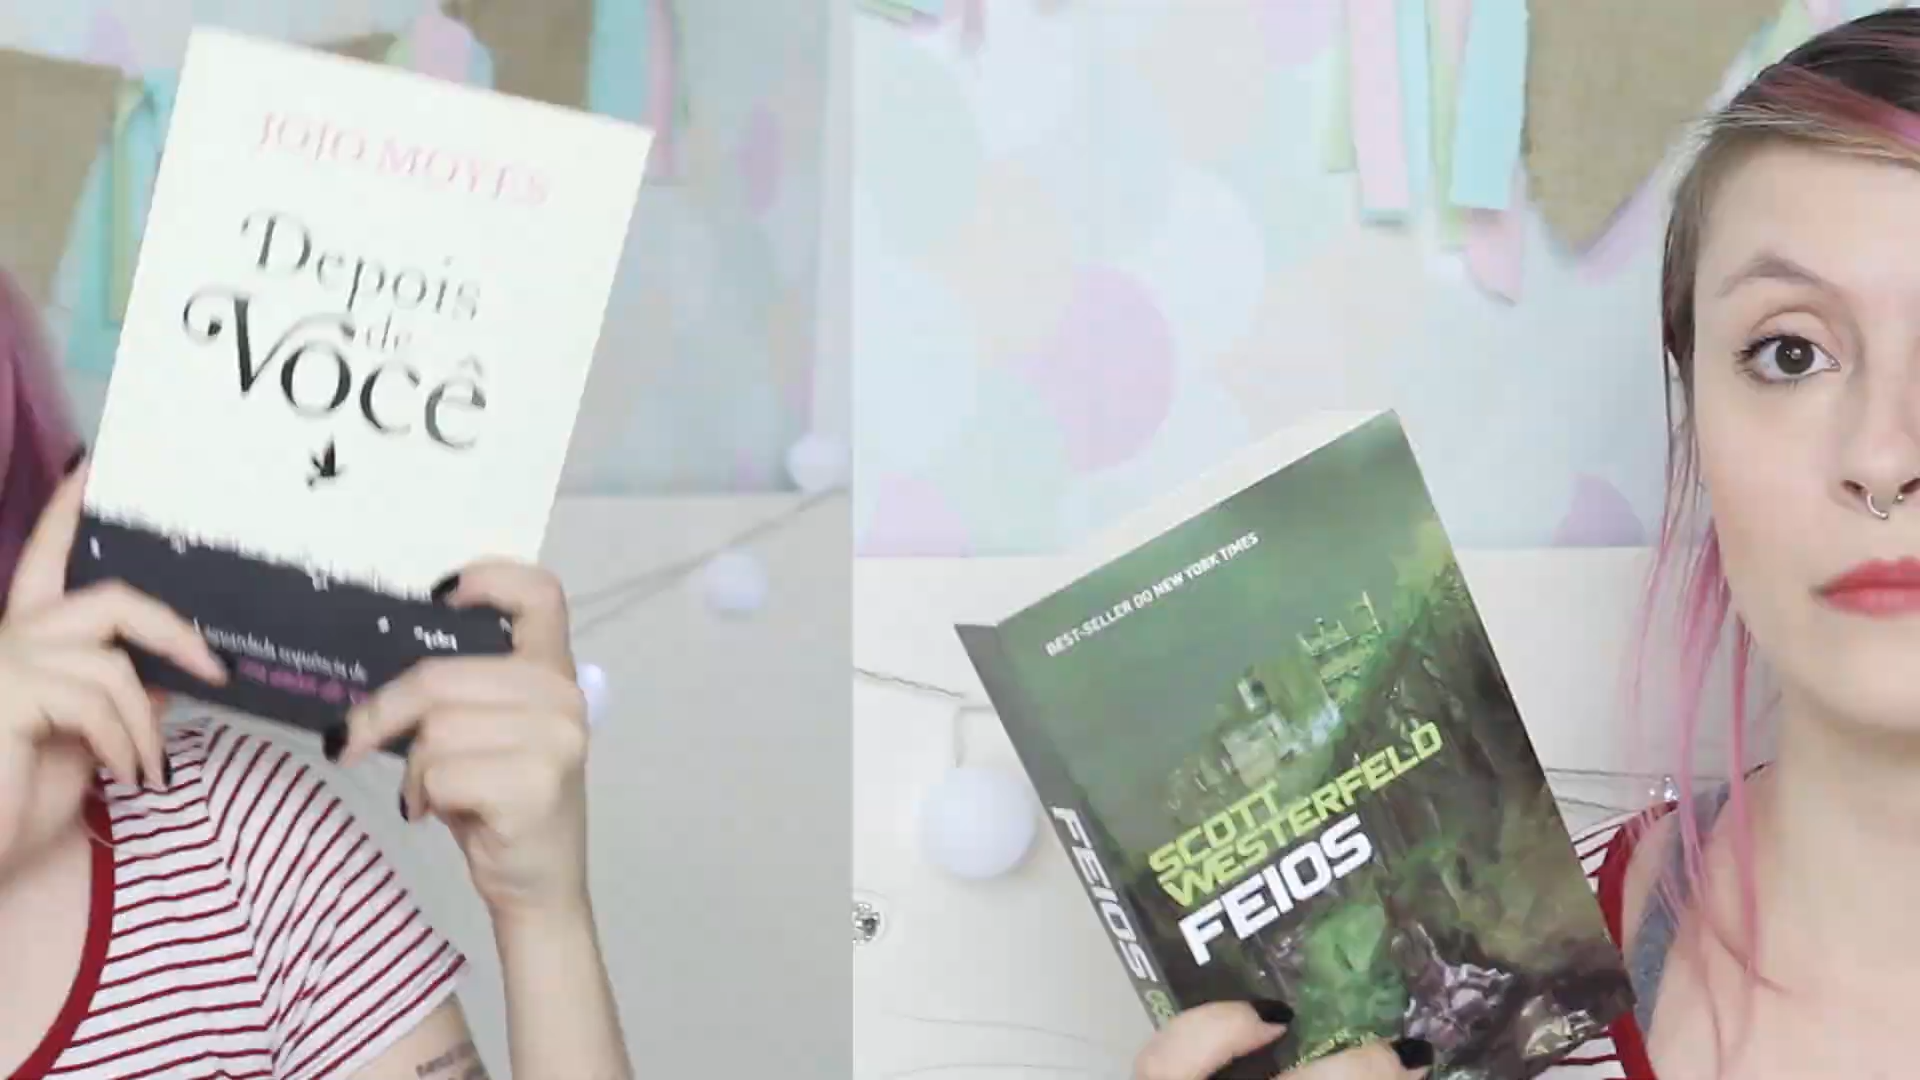 JOJO MOYES
Depois
de
Você
BEST-SELLER DO NEW YORK TIMES
SCOTT
WESTERFELD
FEIOS
FEIOS